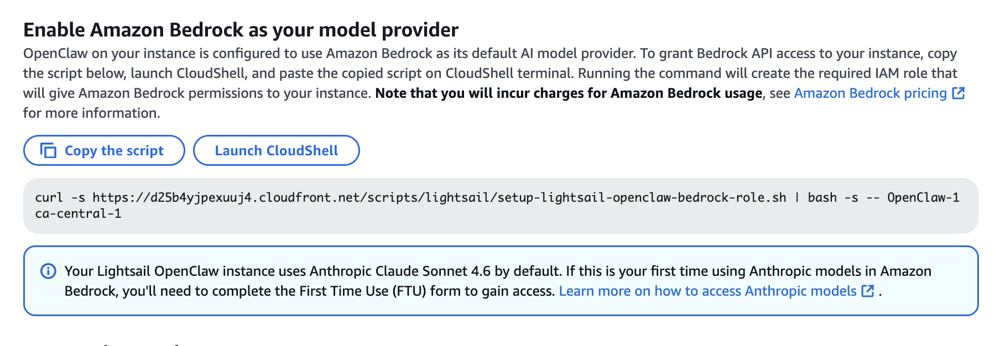 Enable Amazon Bedrock as your model provider
OpenClaw on your instance is configured to use Amazon Bedrock as its default AI model provider. To grant Bedrock API access to your instance, copy
the script below, launch CloudShell, and paste the copied script on CloudShell terminal. Running the command will create the required IAM role that
will give Amazon Bedrock permissions to your instance. Note that you will incur charges for Amazon Bedrock usage, see Amazon Bedrock pricing
for more information.
Copy the script Launch CloudShell
curl -s https://d25b4yjpexuuj4.cloudfront.net/scripts/lightsail/setup-lightsail-openclaw-bedrock-role.sh | bash -s -- OpenClaw-1
ca-central-1
Your Lightsail OpenClaw instance uses Anthropic Claude Sonnet 4.6 by default. If this is your first time using Anthropic models in Amazon
Bedrock, you'll need to complete the First Time Use (FTU) form to gain access. Learn more on how to access Anthropic models .